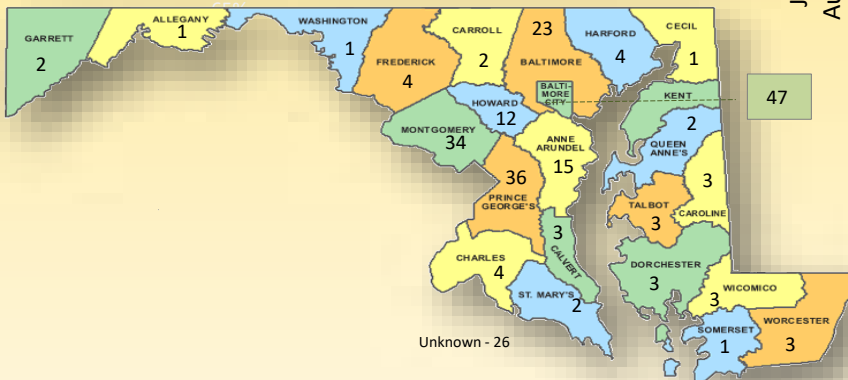 GARRETT
2
ALLEGANY
1
WASHINGTON
1
FREDERICK
4
CARROLL
2
23
BALTIMORE
BALTI-
MORE
CITY
47
HARFORD
4
CECIL
1
KENT
2
QUEEN
ANNE'S
HOWARD
12
MONTGOMERY
34
ANNE
ARUNDEL
15
36
PRINCE
GEORGE'S
3
CAROLINE
TALBOT
3
3
CALVERT
CHARLES
4
ST. MARY'S
2
DORCHESTER
3
WICOMICO
3
SOMERSET
1
WORCESTER
3
Unknown - 26